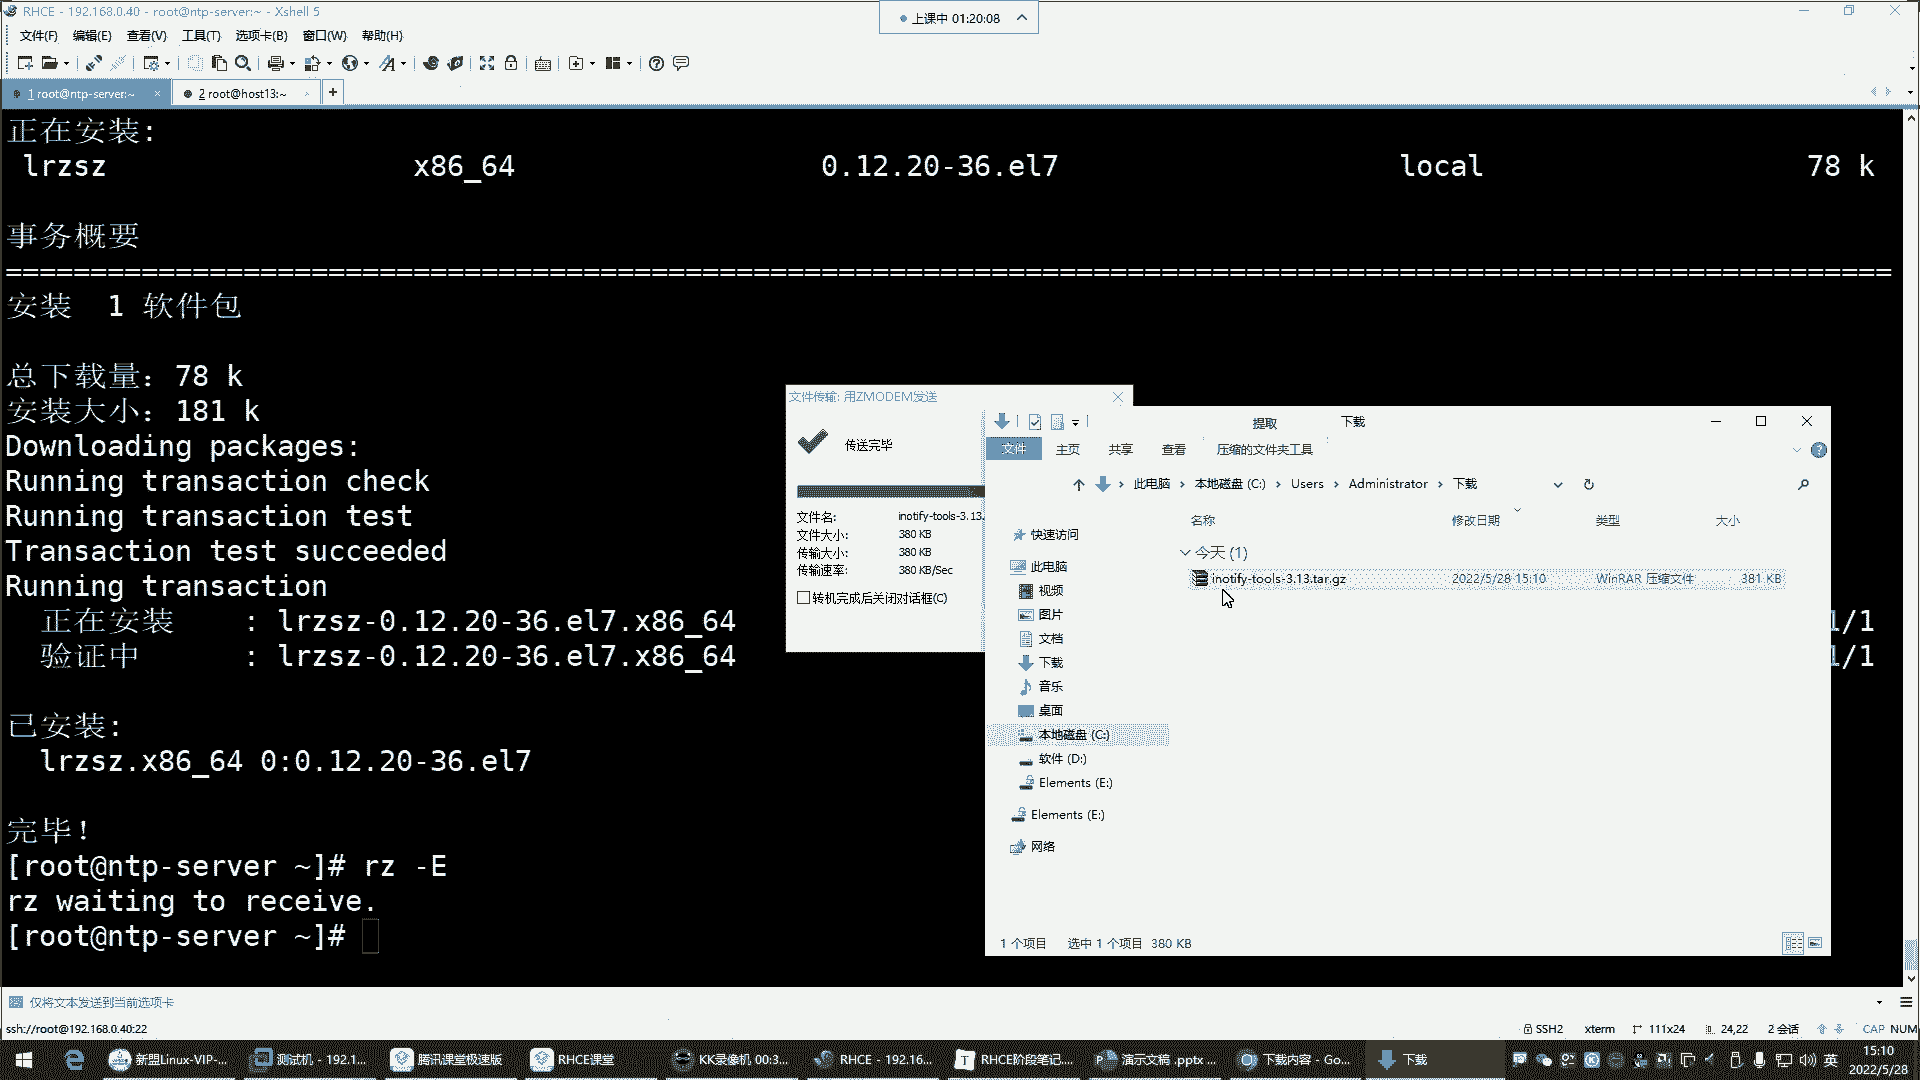 RHCE - 192.168.0.40 - root@ntp-server:~ - Xshell 5
上课中 01:20:08
文件(F) 编辑(E) 查看(V) 工具(T) 选项卡(B) 窗口(W) 帮助(H)
1 root@ntp-server:~
2 root@host13:~
正在安装:
lrzsz x86_64 0.12.20-36.el7 local 78 k
事务概要
================================================================================================================
安装 1 软件包
总下载量：78 k
安装大小：181 k
Downloading packages:
Running transaction check
Running transaction test
Transaction test succeeded
Running transaction
正在安装 : lrzsz-0.12.20-36.el7.x86_64 1/1
验证中 : lrzsz-0.12.20-36.el7.x86_64 1/1
已安装:
lrzsz.x86_64 0:0.12.20-36.el7
完毕！
[root@ntp-server ~]# rz -E
rz waiting to receive.
[root@ntp-server ~]#
文件传输: 用ZMODEM发送
传送完毕
文件名: inotify-tools-3.13.
文件大小: 380 KB
传输大小: 380 KB
传输速率: 380 KB/Sec
转机完成后关闭对话框(C)
提取 下载
文件 主页 共享 查看 压缩的文件夹工具
此电脑 本地磁盘 (C:) Users Administrator 下载
名称 修改日期 类型 大小
今天 (1)
inotify-tools-3.13.tar.gz 2022/5/28 15:10 WinRAR 压缩文件 381 KB
快速访问
此电脑
视频
图片
文档
下载
音乐
桌面
本地磁盘 (C:)
软件 (D:)
Elements (E:)
Elements (E:)
网络
1 个项目 选中 1 个项目 380 KB
仅将文本发送到当前选项卡
ssh://root@192.168.0.40:22
SSH2 xterm 111x24 24,22 2 会话 CAP NUM
新盟Linux-VIP-...
测试机 - 192.1...
腾讯课堂极速版
RHCE课堂
KK录像机 00:3...
RHCE - 192.16...
RHCE阶段笔记....
演示文稿 .pptx ...
下载内容 - Go...
下载
英
15:10
2022/5/28